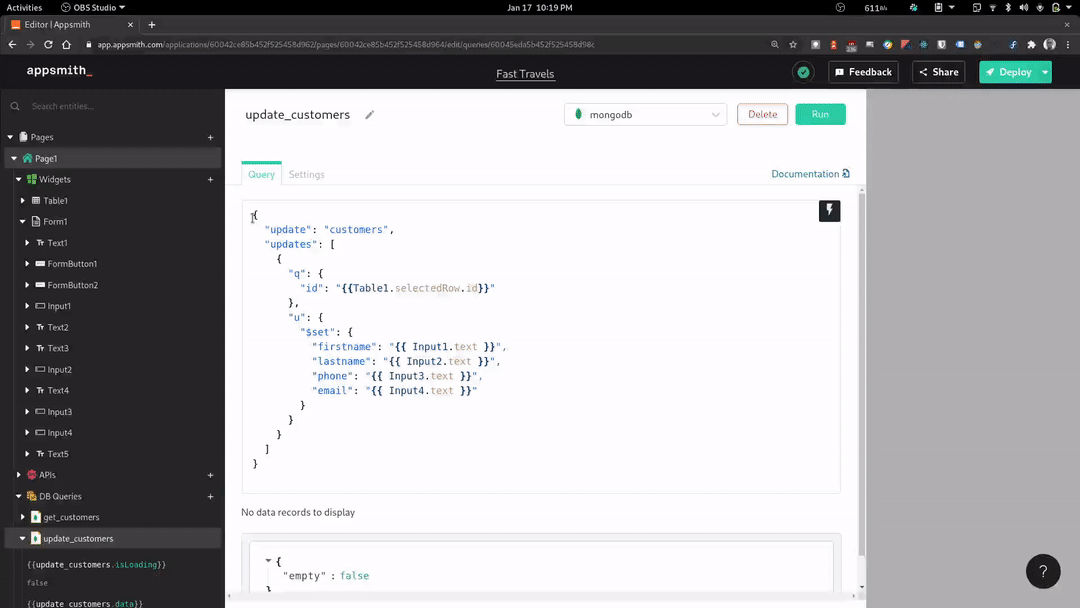 Activities
OBS Studio
Jan 17 10:19 PM
611
Editor | Appsmith
app.appsmith.com/applications/60042ce85b452f525458d962/pages/60042ce85b452f525458d964/edit/queries/60045eda5b452f525458d98c
appsmith_
Fast Travels
Feedback
Share
Deploy
Search entities...
Pages
Page1
Widgets
Table1
Form1
Text1
FormButton1
FormButton2
Input1
Text2
Text3
Input2
Text4
Input3
Input4
Text5
APIs
DB Queries
get_customers
update_customers
{{update_customers.isLoading}}
false
{{update_customers.data}}
update_customers
mongodb
Delete
Run
Query
Settings
Documentation
{
"update": "customers",
"updates": [
{
"q": {
"id": "{{Table1.selectedRow.id}}"
},
"u": {
"$set": {
"firstname": "{{ Input1.text }}",
"lastname": "{{ Input2.text }}",
"phone": "{{ Input3.text }}",
"email": "{{ Input4.text }}"
}
}
}
]
}
No data records to display
{
"empty" : false
}
?